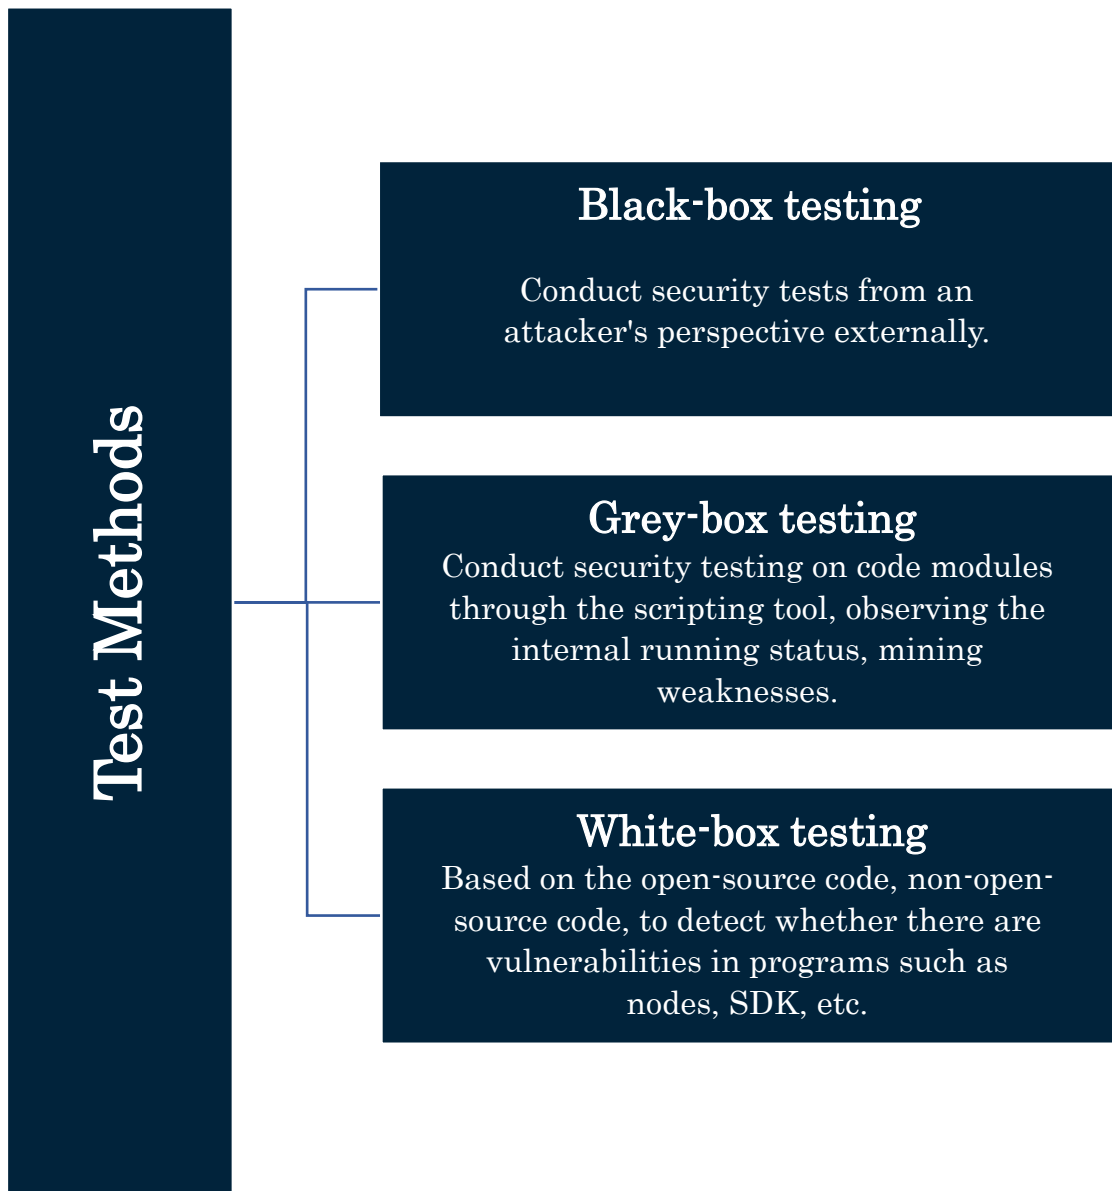 Test Methods
Black-box testing
Conduct security tests from an
attacker's perspective externally.
Grey-box testing
Conduct security testing on code modules
through the scripting tool, observing the
internal running status, mining
weaknesses.
White-box testing
Based on the open-source code, non-open-
source code, to detect whether there are
vulnerabilities in programs such as
nodes, SDK, etc.